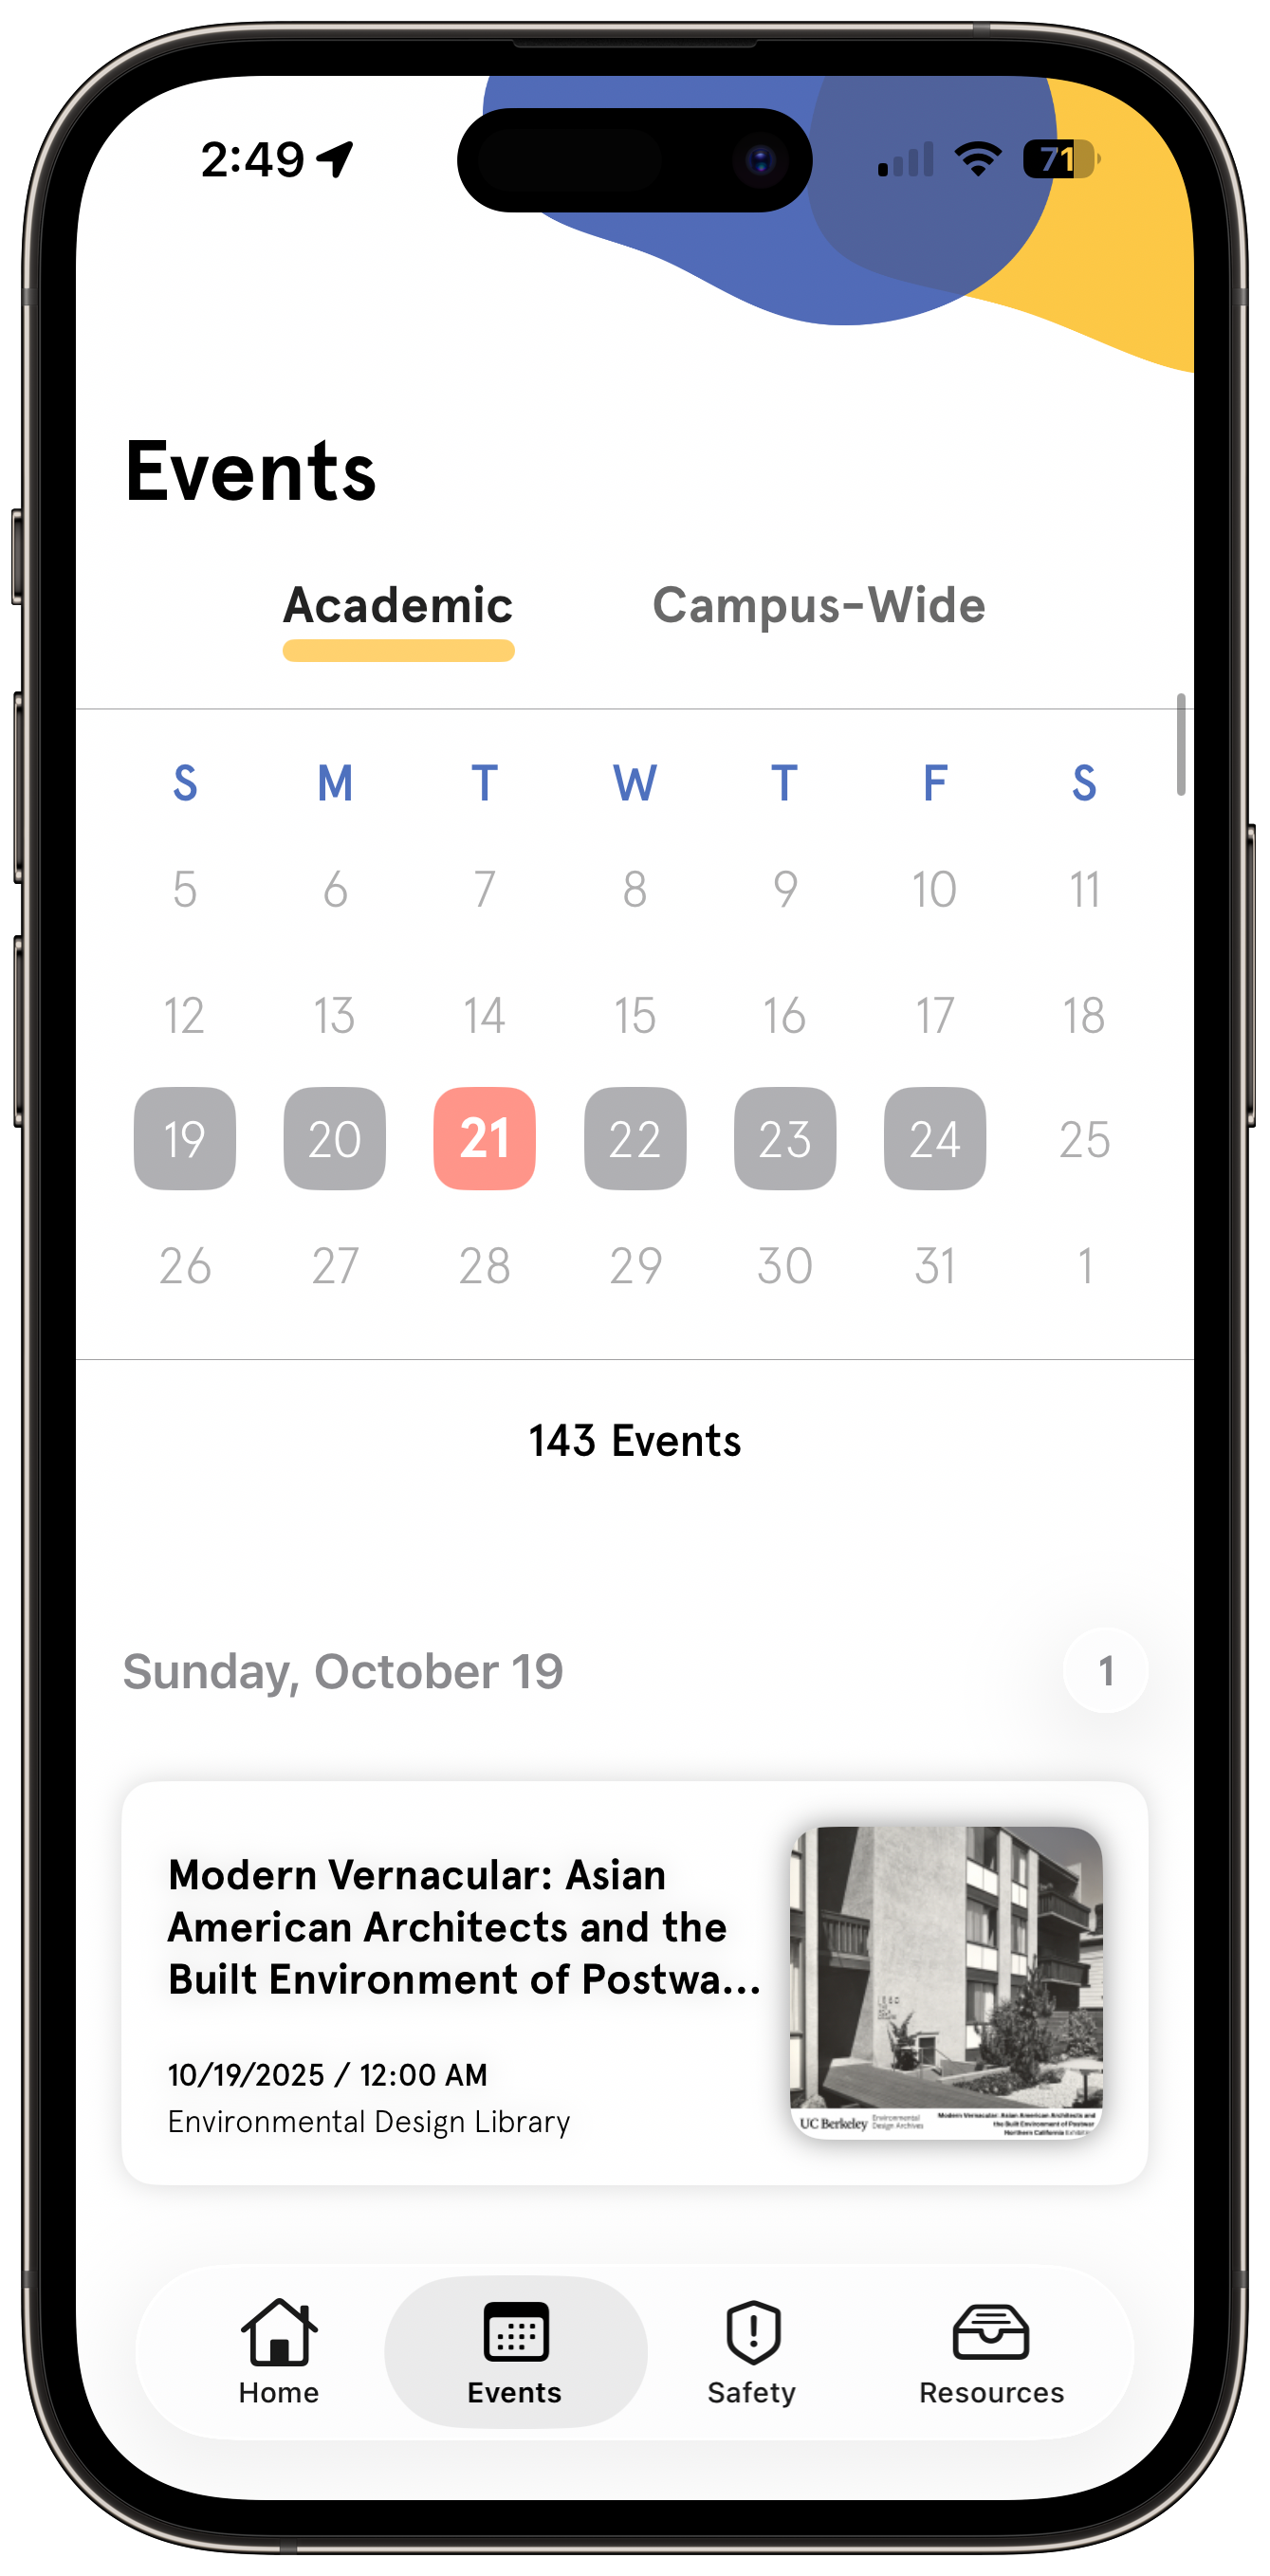 2:49
71
Events
Academic Campus-Wide
S M T W T F S
5 6 7 8 9 10 11
12 13 14 15 16 17 18
19 20 21 22 23 24 25
26 27 28 29 30 31 1
143 Events
Sunday, October 19 1
Modern Vernacular: Asian
American Architects and the
Built Environment of Postwa...
10/19/2025 / 12:00 AM
Environmental Design Library
UC Berkeley
Environmental
Design Archives
Modern Vernacular: Asian American Architects and
the Built Environment of Postwar
Northern California
Home Events Safety Resources